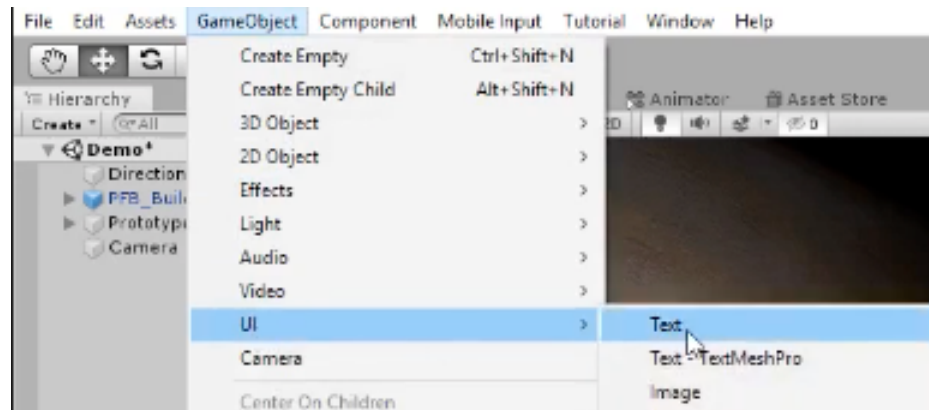 File Edit Assets GameObject Component Mobile Input Tutorial Window Help
Create Empty Ctrl+Shift+N
Create Empty Child Alt+Shift+N
Hierarchy Animator Asset Store
Create All 3D Object 2D 0
Demo* 2D Object
Direction Effects
PFB_Buil
Prototyp Light
Camera Audio
Video
UI Text
Camera Text - TextMeshPro
Image
Center On Children